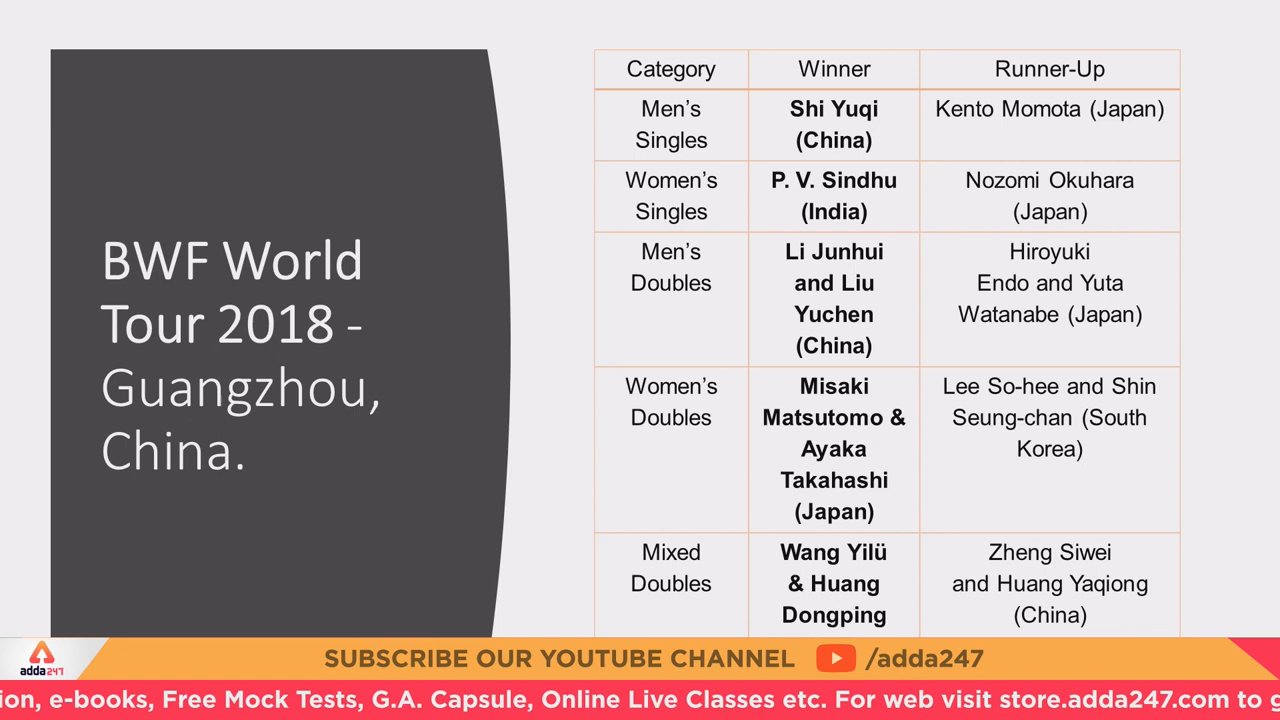 BWF World
Tour 2018 -
Guangzhou,
China.
Category Winner Runner-Up
Men's Singles
Shi Yuqi (China)
Kento Momota (Japan)
Women's Singles
P. V. Sindhu (India)
Nozomi Okuhara (Japan)
Men's Doubles
Li Junhui and Liu Yuchen (China)
Hiroyuki Endo and Yuta Watanabe (Japan)
Women's Doubles
Misaki Matsutomo & Ayaka Takahashi (Japan)
Lee So-hee and Shin Seung-chan (South Korea)
Mixed Doubles
Wang Yilü & Huang Dongping
Zheng Siwei and Huang Yaqiong (China)
adda247
SUBSCRIBE OUR YOUTUBE CHANNEL /adda247
ion, e-books, Free Mock Tests, G.A. Capsule, Online Live Classes etc. For web visit store.adda247.com to g